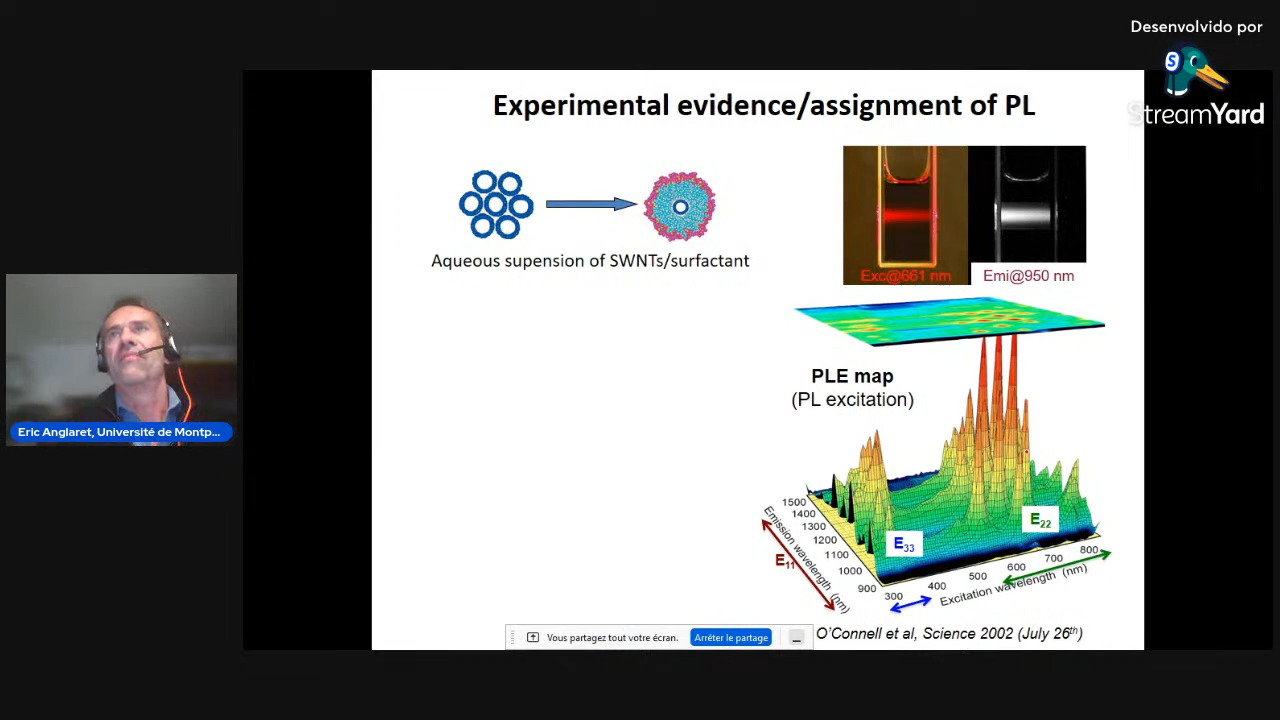 Desenvolvido por
StreamYard
Experimental evidence/assignment of PL
Aqueous supension of SWNTs/surfactant
Exc@661 nm
Emi@950 nm
PLE map
(PL excitation)
1500
1400
1300
1200
1100
1000
900
Emission wavelength (nm)
E11
E33
E22
300
400
500
600
700
800
Excitation wavelength (nm)
O'Connell et al, Science 2002 (July 26th)
Eric Anglaret, Université de Montp...
Vous partagez tout votre écran.
Arrêter le partage